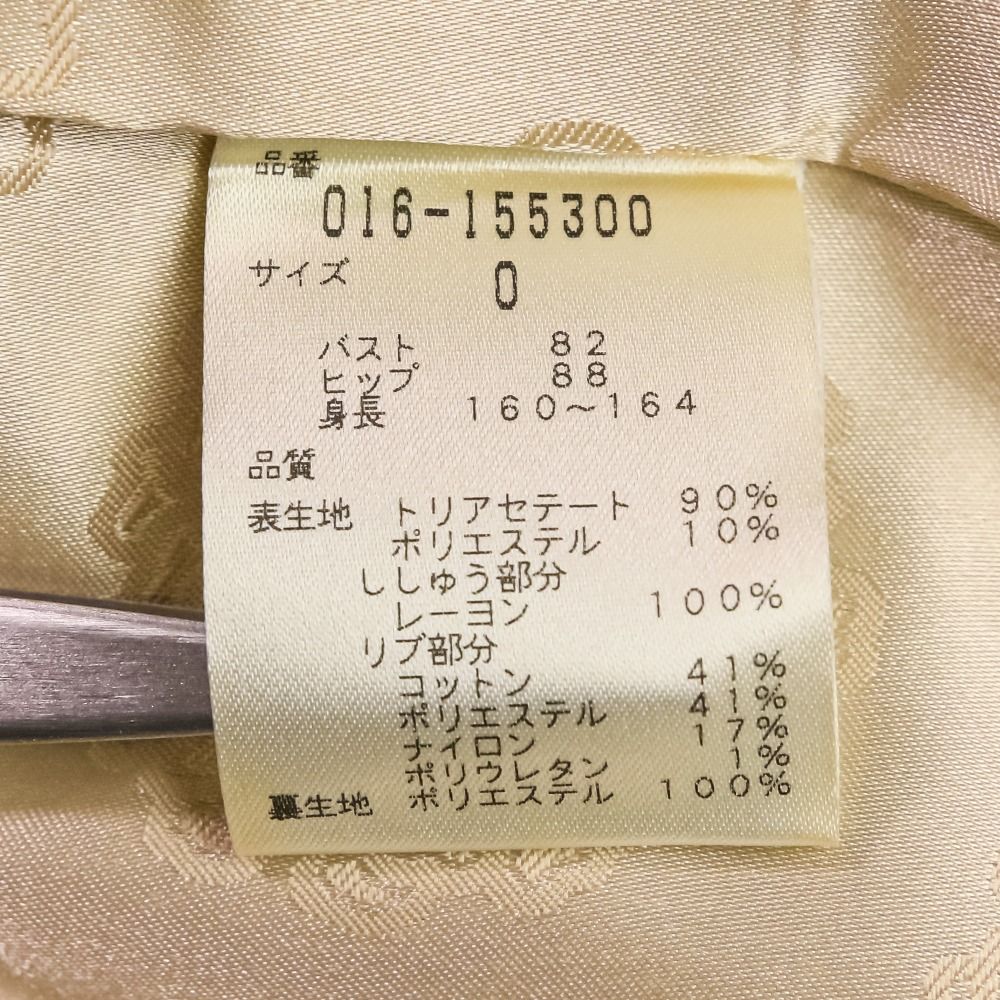 品番
016-155300
サイズ 0
バスト 82
ヒップ 88
身長 160~164
品質
表生地 トリアセテート 90%
ポリエステル 10%
ししゅう部分
レーヨン 100%
リブ部分
コットン 41%
ポリエステル 41%
ナイロン 17%
ポリウレタン 1%
裏生地 ポリエステル 100%